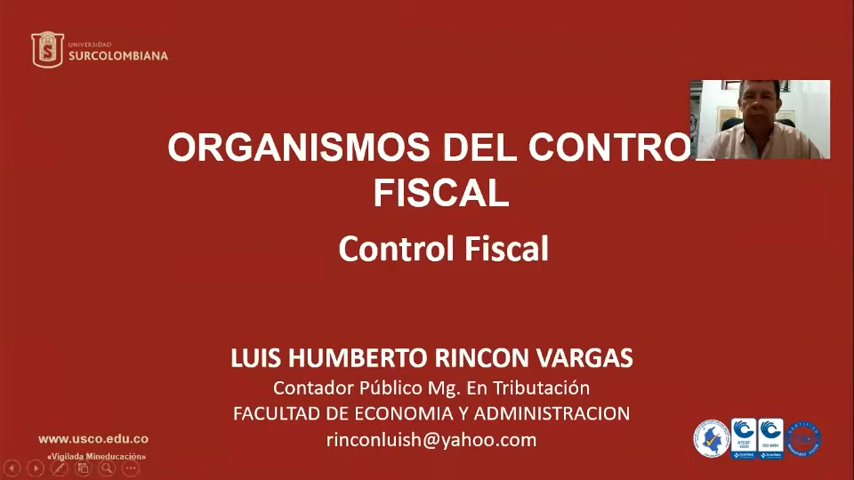 UNIVERSIDAD
SURCOLOMBIANA
ORGANISMOS DEL CONTROL
FISCAL
Control Fiscal
LUIS HUMBERTO RINCON VARGAS
Contador Público Mg. En Tributación
FACULTAD DE ECONOMIA Y ADMINISTRACION
rinconluish@yahoo.com
www.usco.edu.co
«Vigilada Mineducación»